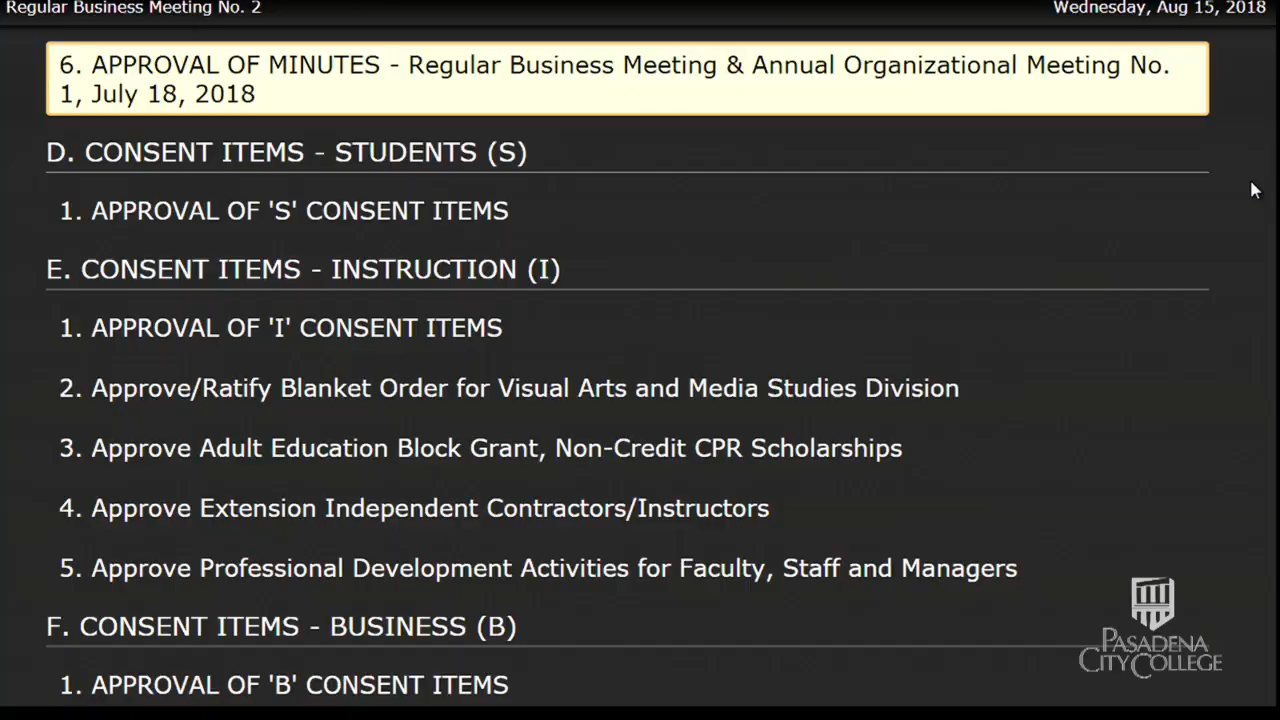 Regular Business Meeting No. 2
Wednesday, Aug 15, 2018
6. APPROVAL OF MINUTES - Regular Business Meeting & Annual Organizational Meeting No.
1, July 18, 2018
D. CONSENT ITEMS - STUDENTS (S)
1. APPROVAL OF 'S' CONSENT ITEMS
E. CONSENT ITEMS - INSTRUCTION (I)
1. APPROVAL OF 'I' CONSENT ITEMS
2. Approve/Ratify Blanket Order for Visual Arts and Media Studies Division
3. Approve Adult Education Block Grant, Non-Credit CPR Scholarships
4. Approve Extension Independent Contractors/Instructors
5. Approve Professional Development Activities for Faculty, Staff and Managers
F. CONSENT ITEMS - BUSINESS (B)
1. APPROVAL OF 'B' CONSENT ITEMS
PASADENA
CITY COLLEGE